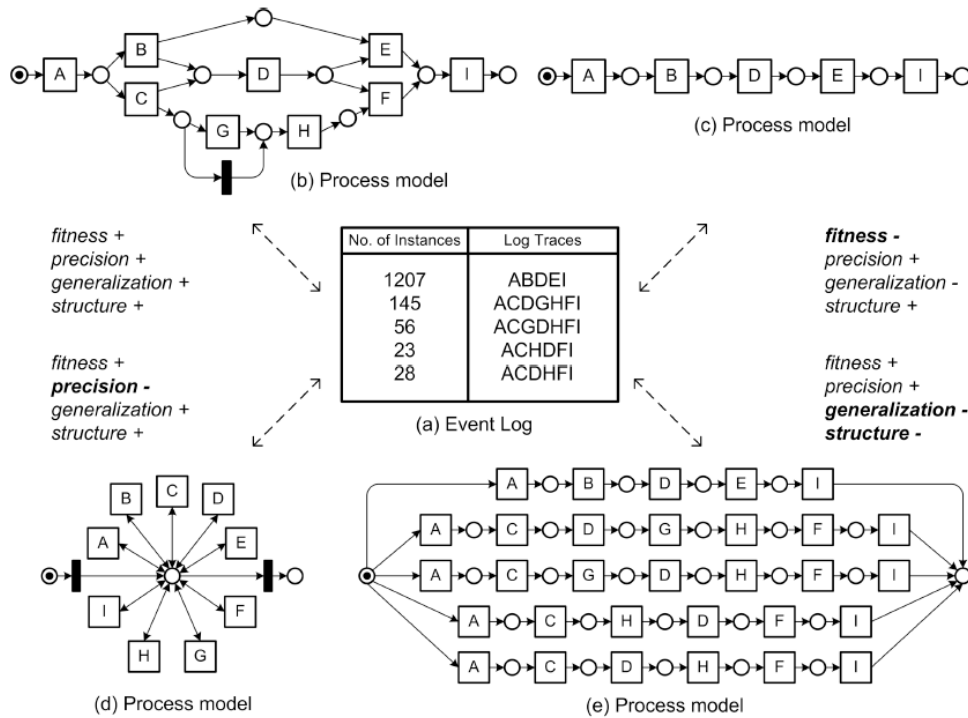 B
E
A
D
I
C
F
G
H
(b) Process model
A
B
D
E
I
(c) Process model
fitness +
precision +
generalization +
structure +
No. of Instances
Log Traces
1207
ABDEI
145
ACDGHFI
56
ACGDHFI
23
ACHDFI
28
ACDHFI
(a) Event Log
fitness -
precision +
generalization -
structure +
fitness +
precision -
generalization +
structure +
fitness +
precision +
generalization -
structure -
C
B
D
A
E
I
F
H
G
(d) Process model
A
B
D
E
I
A
C
D
G
H
F
I
A
C
G
D
H
F
I
A
C
H
D
F
I
A
C
D
H
F
I
(e) Process model